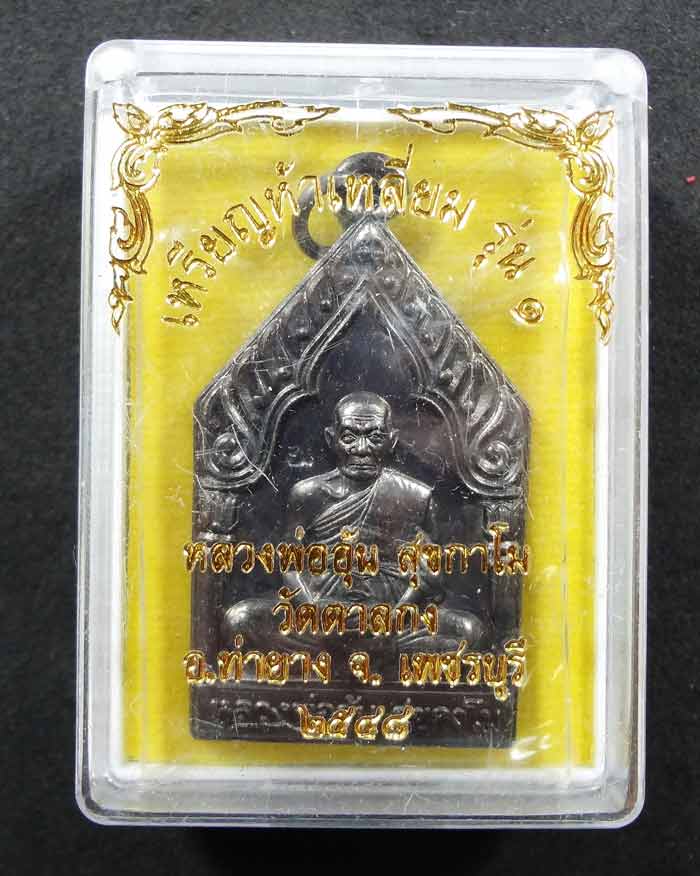 เหรียญห้าเหลี่ยม รุ่น ๑
หลวงพ่ออุ้น สุขกาโม
วัดตาลกง
อ.ท่ายาง จ. เพชรบุรี
๒๕๔๘